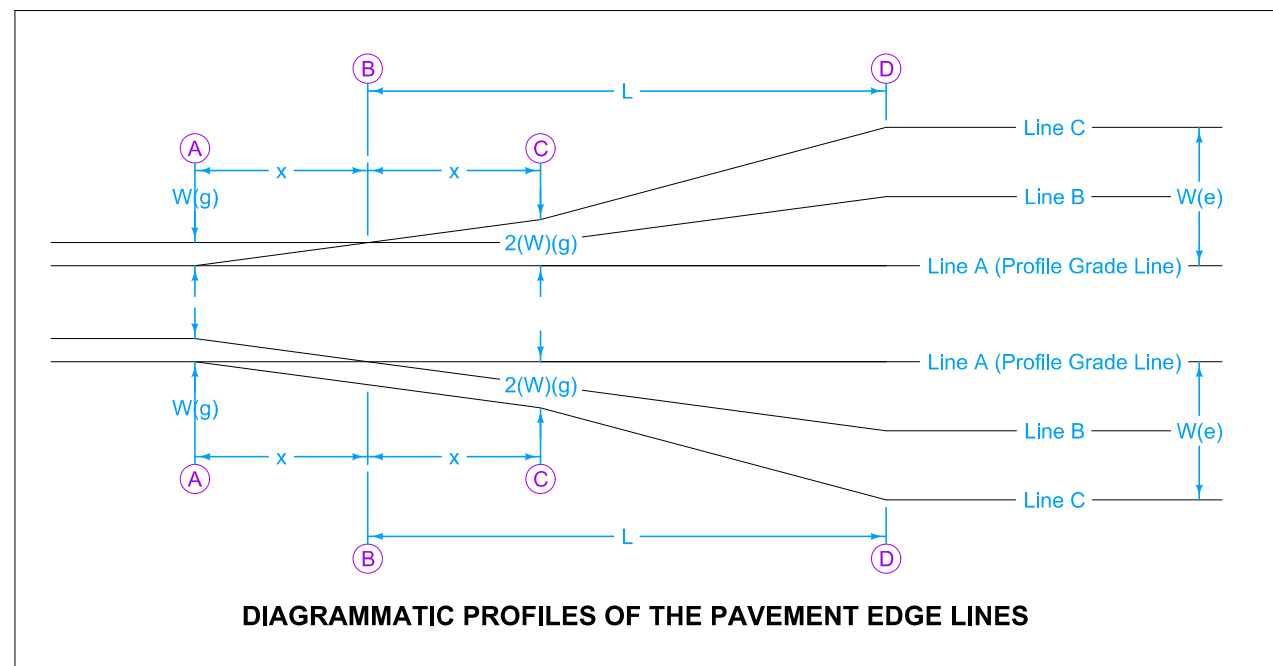 B
D
L
Line C
A
C
x
x
W(g)
Line B
W(e)
2(W)(g)
Line A (Profile Grade Line)
Line A (Profile Grade Line)
2(W)(g)
W(g)
Line B
W(e)
x
x
A
C
Line C
L
B
D
DIAGRAMMATIC PROFILES OF THE PAVEMENT EDGE LINES